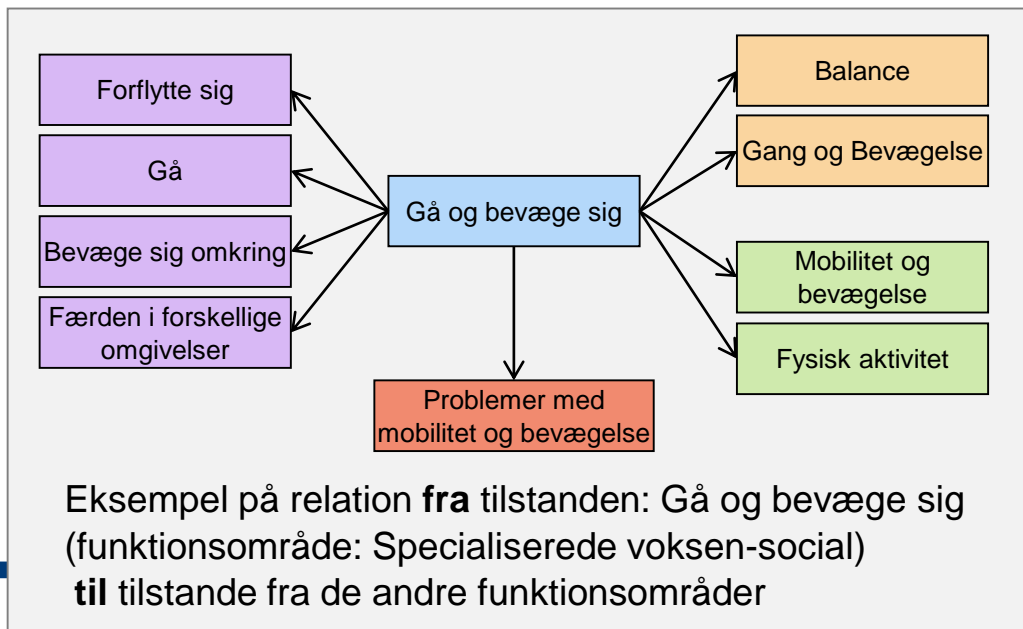 Forflytte sig
Gå
Bevæge sig omkring
Færden i forskellige
omgivelser
Gå og bevæge sig
Problemer med
mobilitet og bevægelse
Balance
Gang og Bevægelse
Mobilitet og
bevægelse
Fysisk aktivitet
Eksempel på relation fra tilstanden: Gå og bevæge sig
(funktionsområde: Specialiserede voksen-social)
til tilstande fra de andre funktionsområder